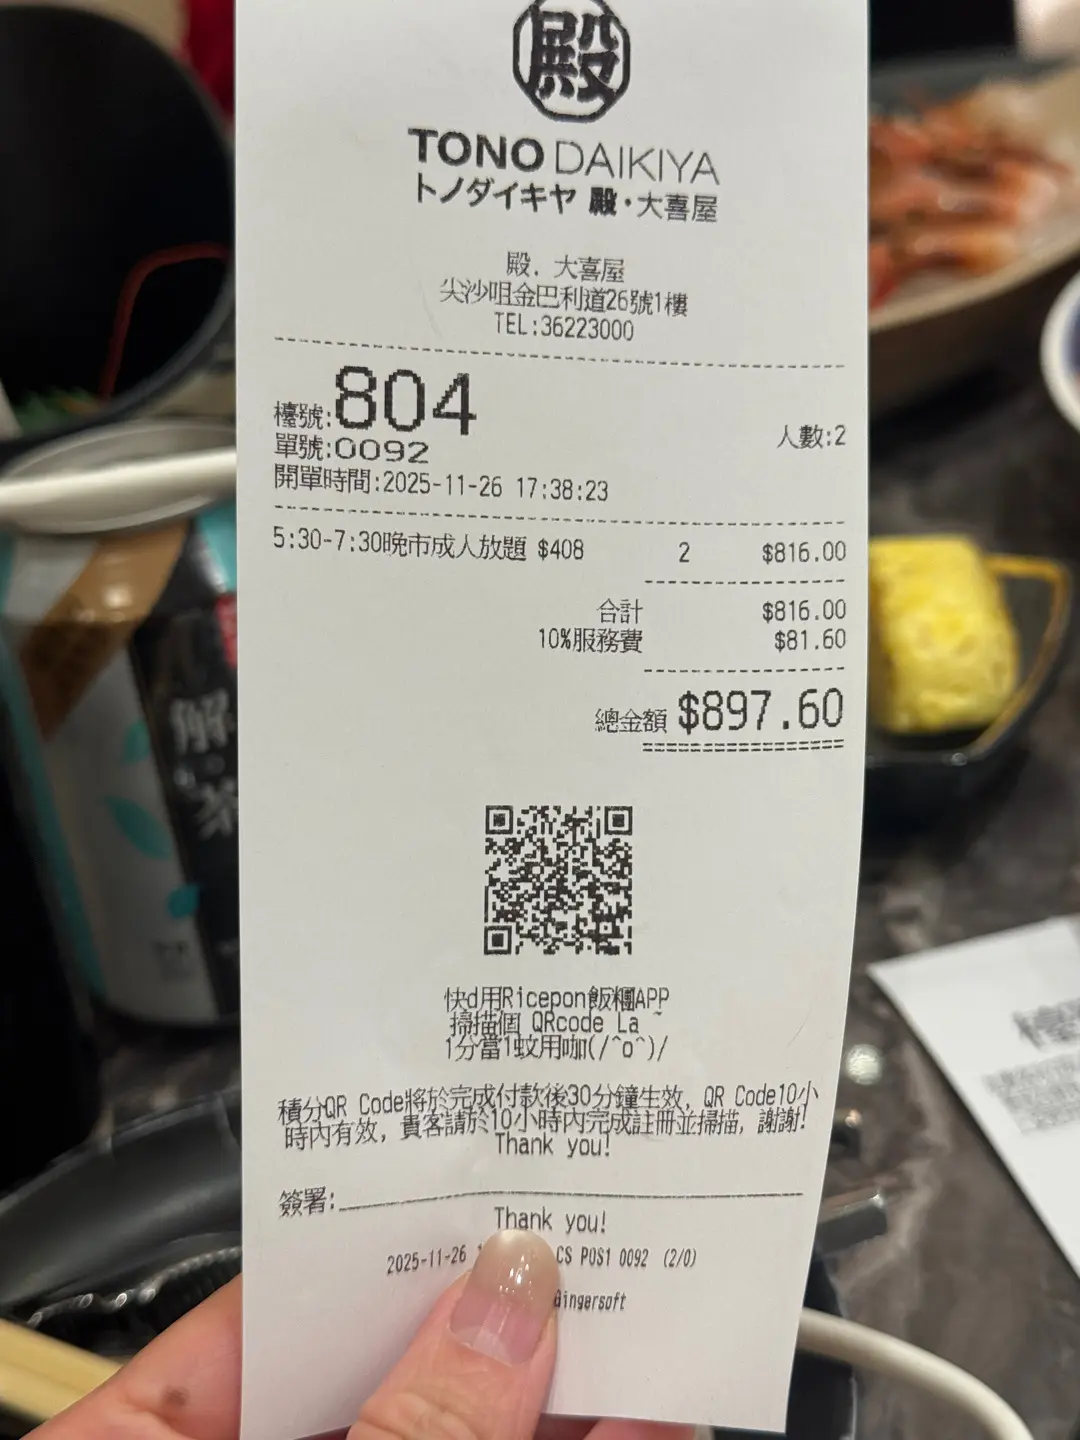 殿
TONO DAIKIYA
トノダイキヤ 殿・大喜屋
殿. 大喜屋
尖沙咀金巴利道26號1樓
TEL:36223000
檯號:804
單號:0092
人數:2
開單時間:2025-11-26 17:38:23
5:30-7:30晚市成人放題 $408 2 $816.00
合計 $816.00
10%服務費 $81.60
總金額 $897.60
快d用Ricepon飯糰APP
掃描個 QRcode La ~
1分當1蚊用咖(/^o^)/
積分QR Code將於完成付款後30分鐘生效, QR Code10小
時內有效, 貴客請於10小時內完成註冊並掃描, 謝謝!
Thank you!
簽署:
Thank you!
2025-11-26 CS POS1 0092 (2/0)
Gingersoft
解
茶